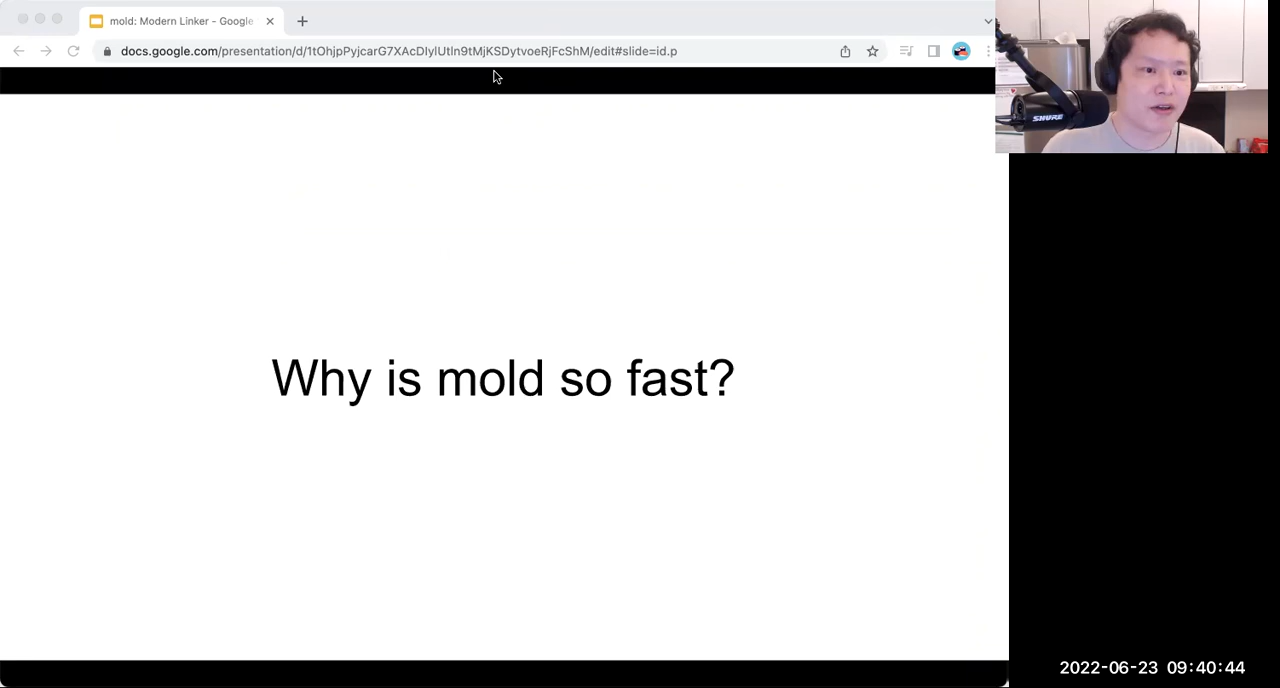 mold: Modern Linker - Google
docs.google.com/presentation/d/1tOhjpPyjcarG7XAcDIylUtIn9tMjKSDytvoeRjFcShM/edit#slide=id.p
SHURE
Why is mold so fast?
2022-06-23 09:40:44